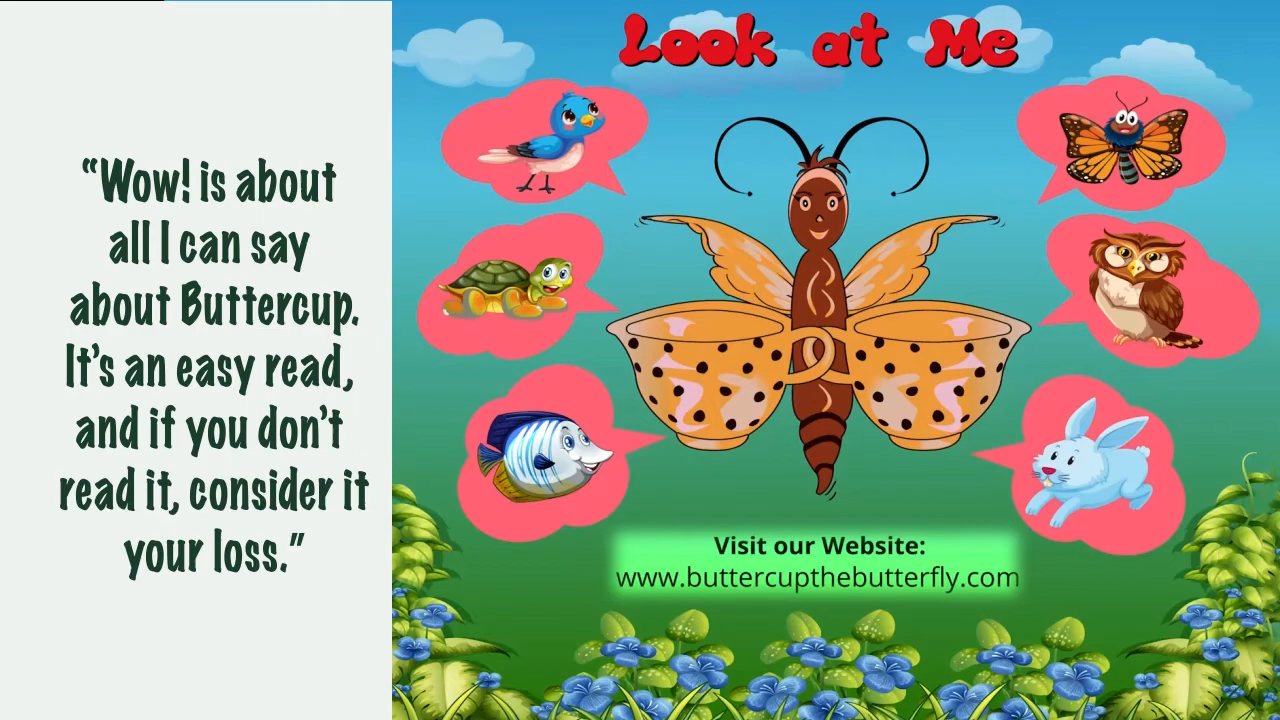 “Wow! is about
all I can say
about Buttercup.
It’s an easy read,
and if you don’t
read it, consider it
your loss.”
Look at Me
Visit our Website:
www.buttercupthebutterfly.com